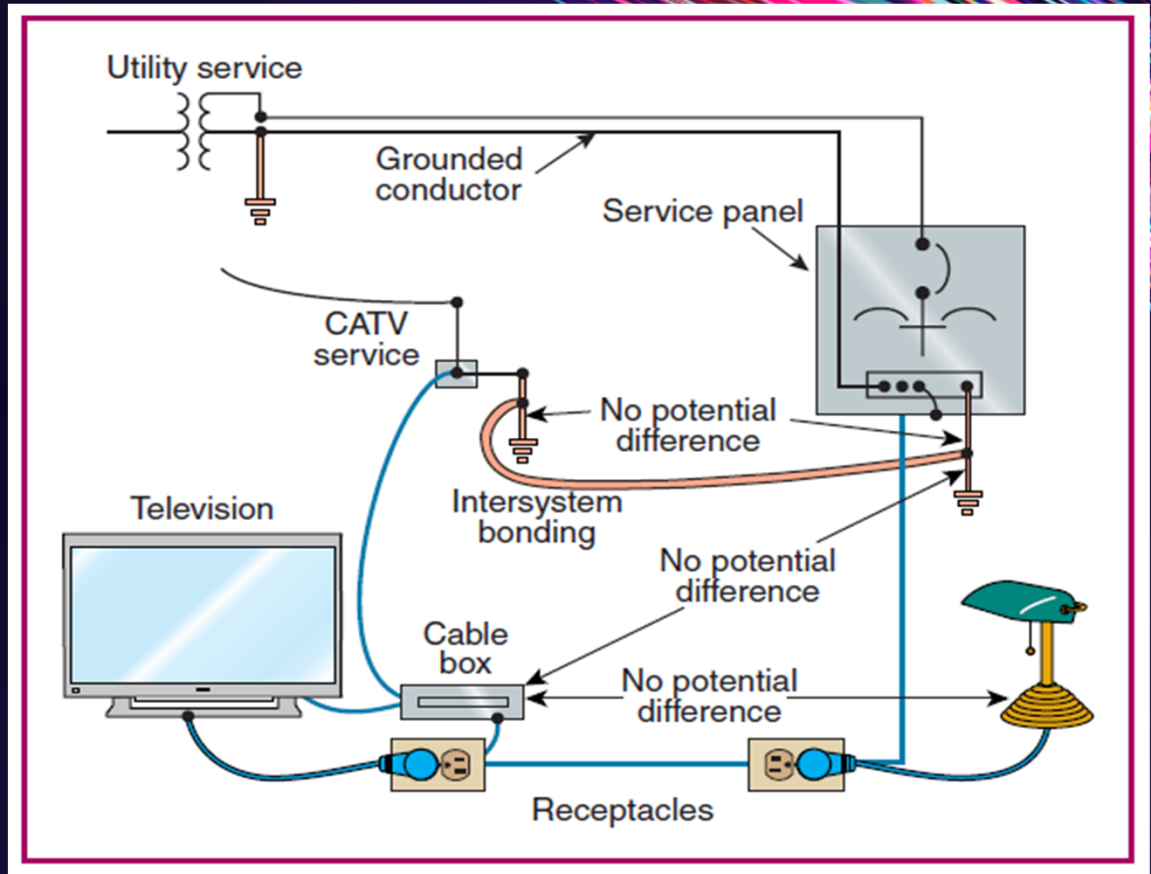 Utility service
Grounded
conductor
Service panel
CATV
service
No potential
difference
Intersystem
bonding
Television
No potential
difference
Cable
box
No potential
difference
Receptacles